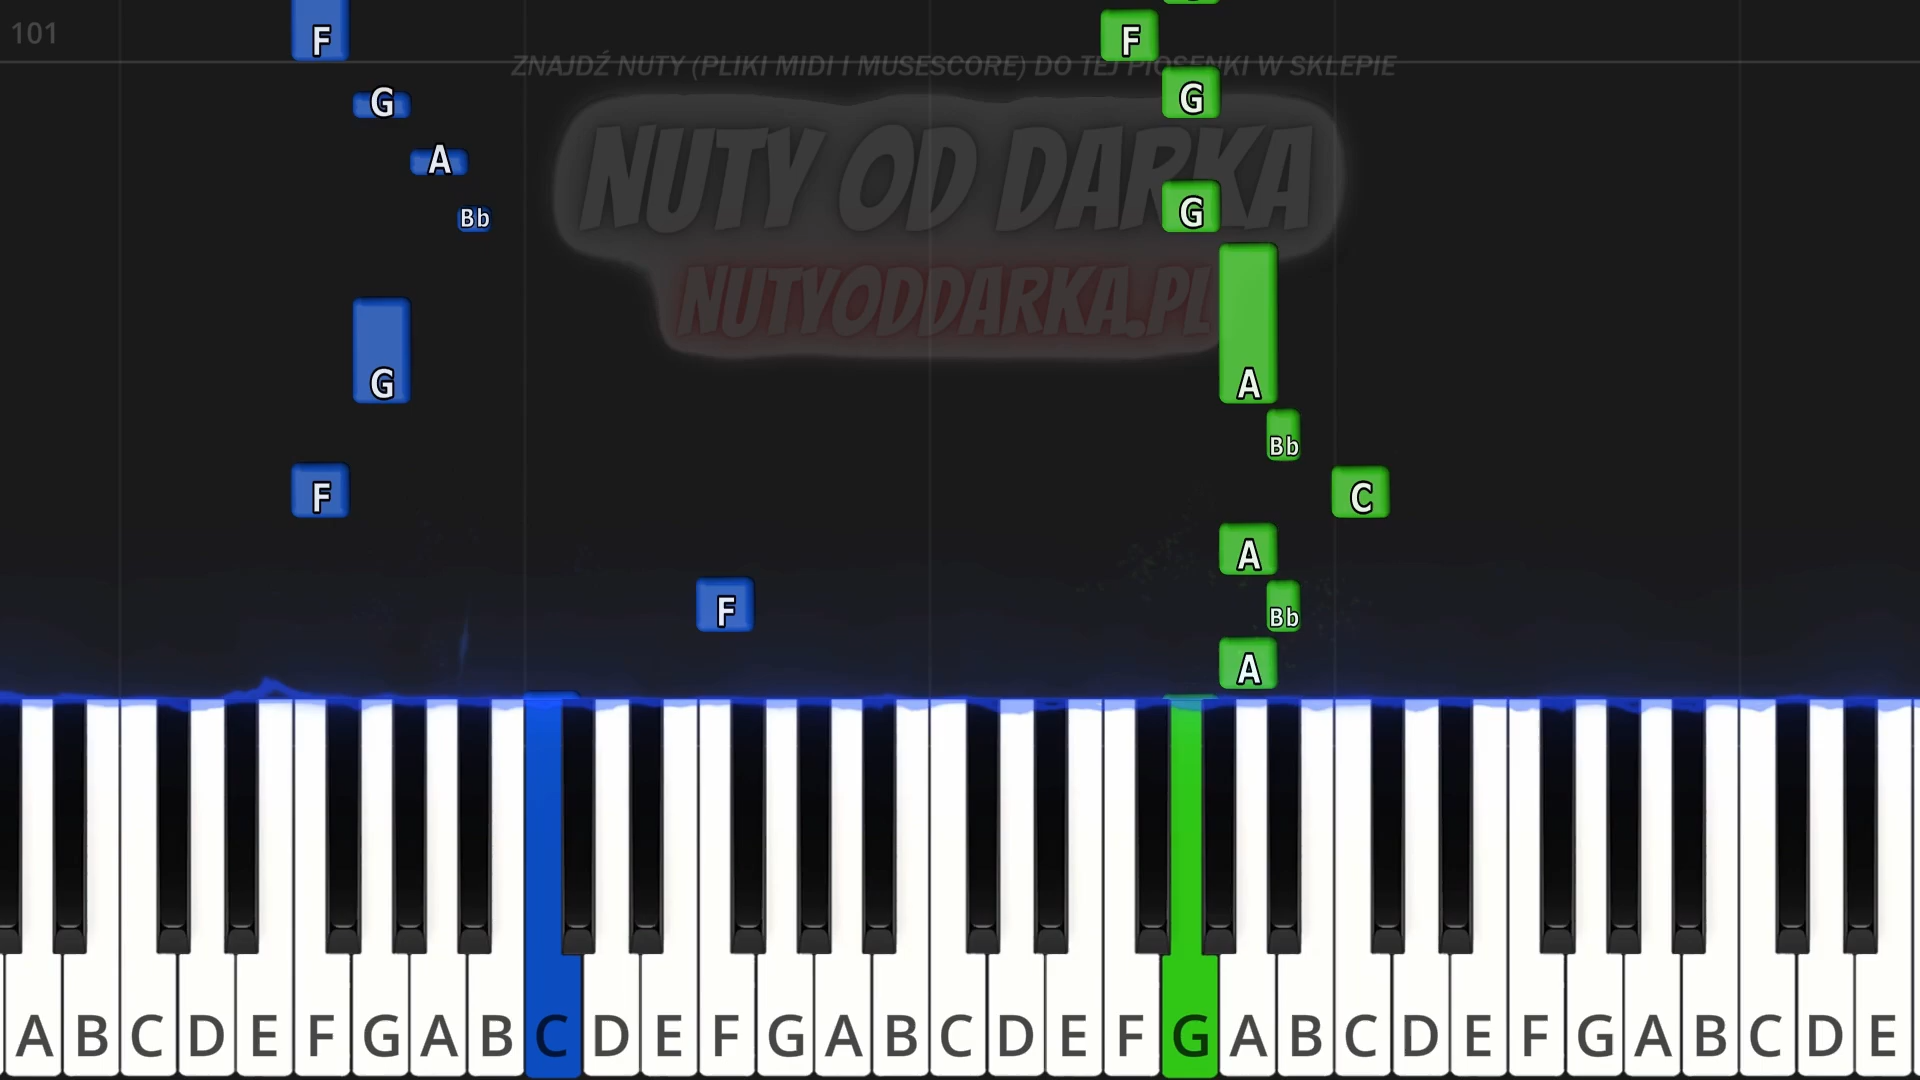 F F
101
ZNAJDŹ NUTY (PLIKI MIDI I MUSESCORE) DO TEJ PIOSENKI W SKLEPIE
G G
NUTY OD DARKA
A
Bb G
NUTYODDARKA.PL
G A
Bb
F C
A
F Bb
A
A B C D E F G A B C D E F G A B C D E F G A B C D E F G A B C D E